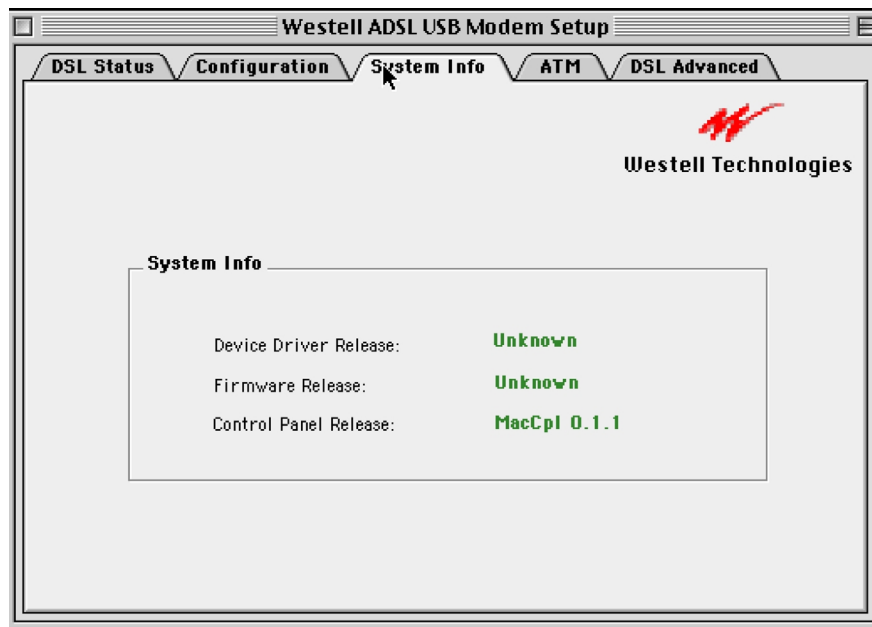 Westell ADSL USB Modem Setup
DSL Status Configuration System Info ATM DSL Advanced
Westell Technologies
System Info
Device Driver Release: Unknown
Firmware Release: Unknown
Control Panel Release: MacCpl 0.1.1